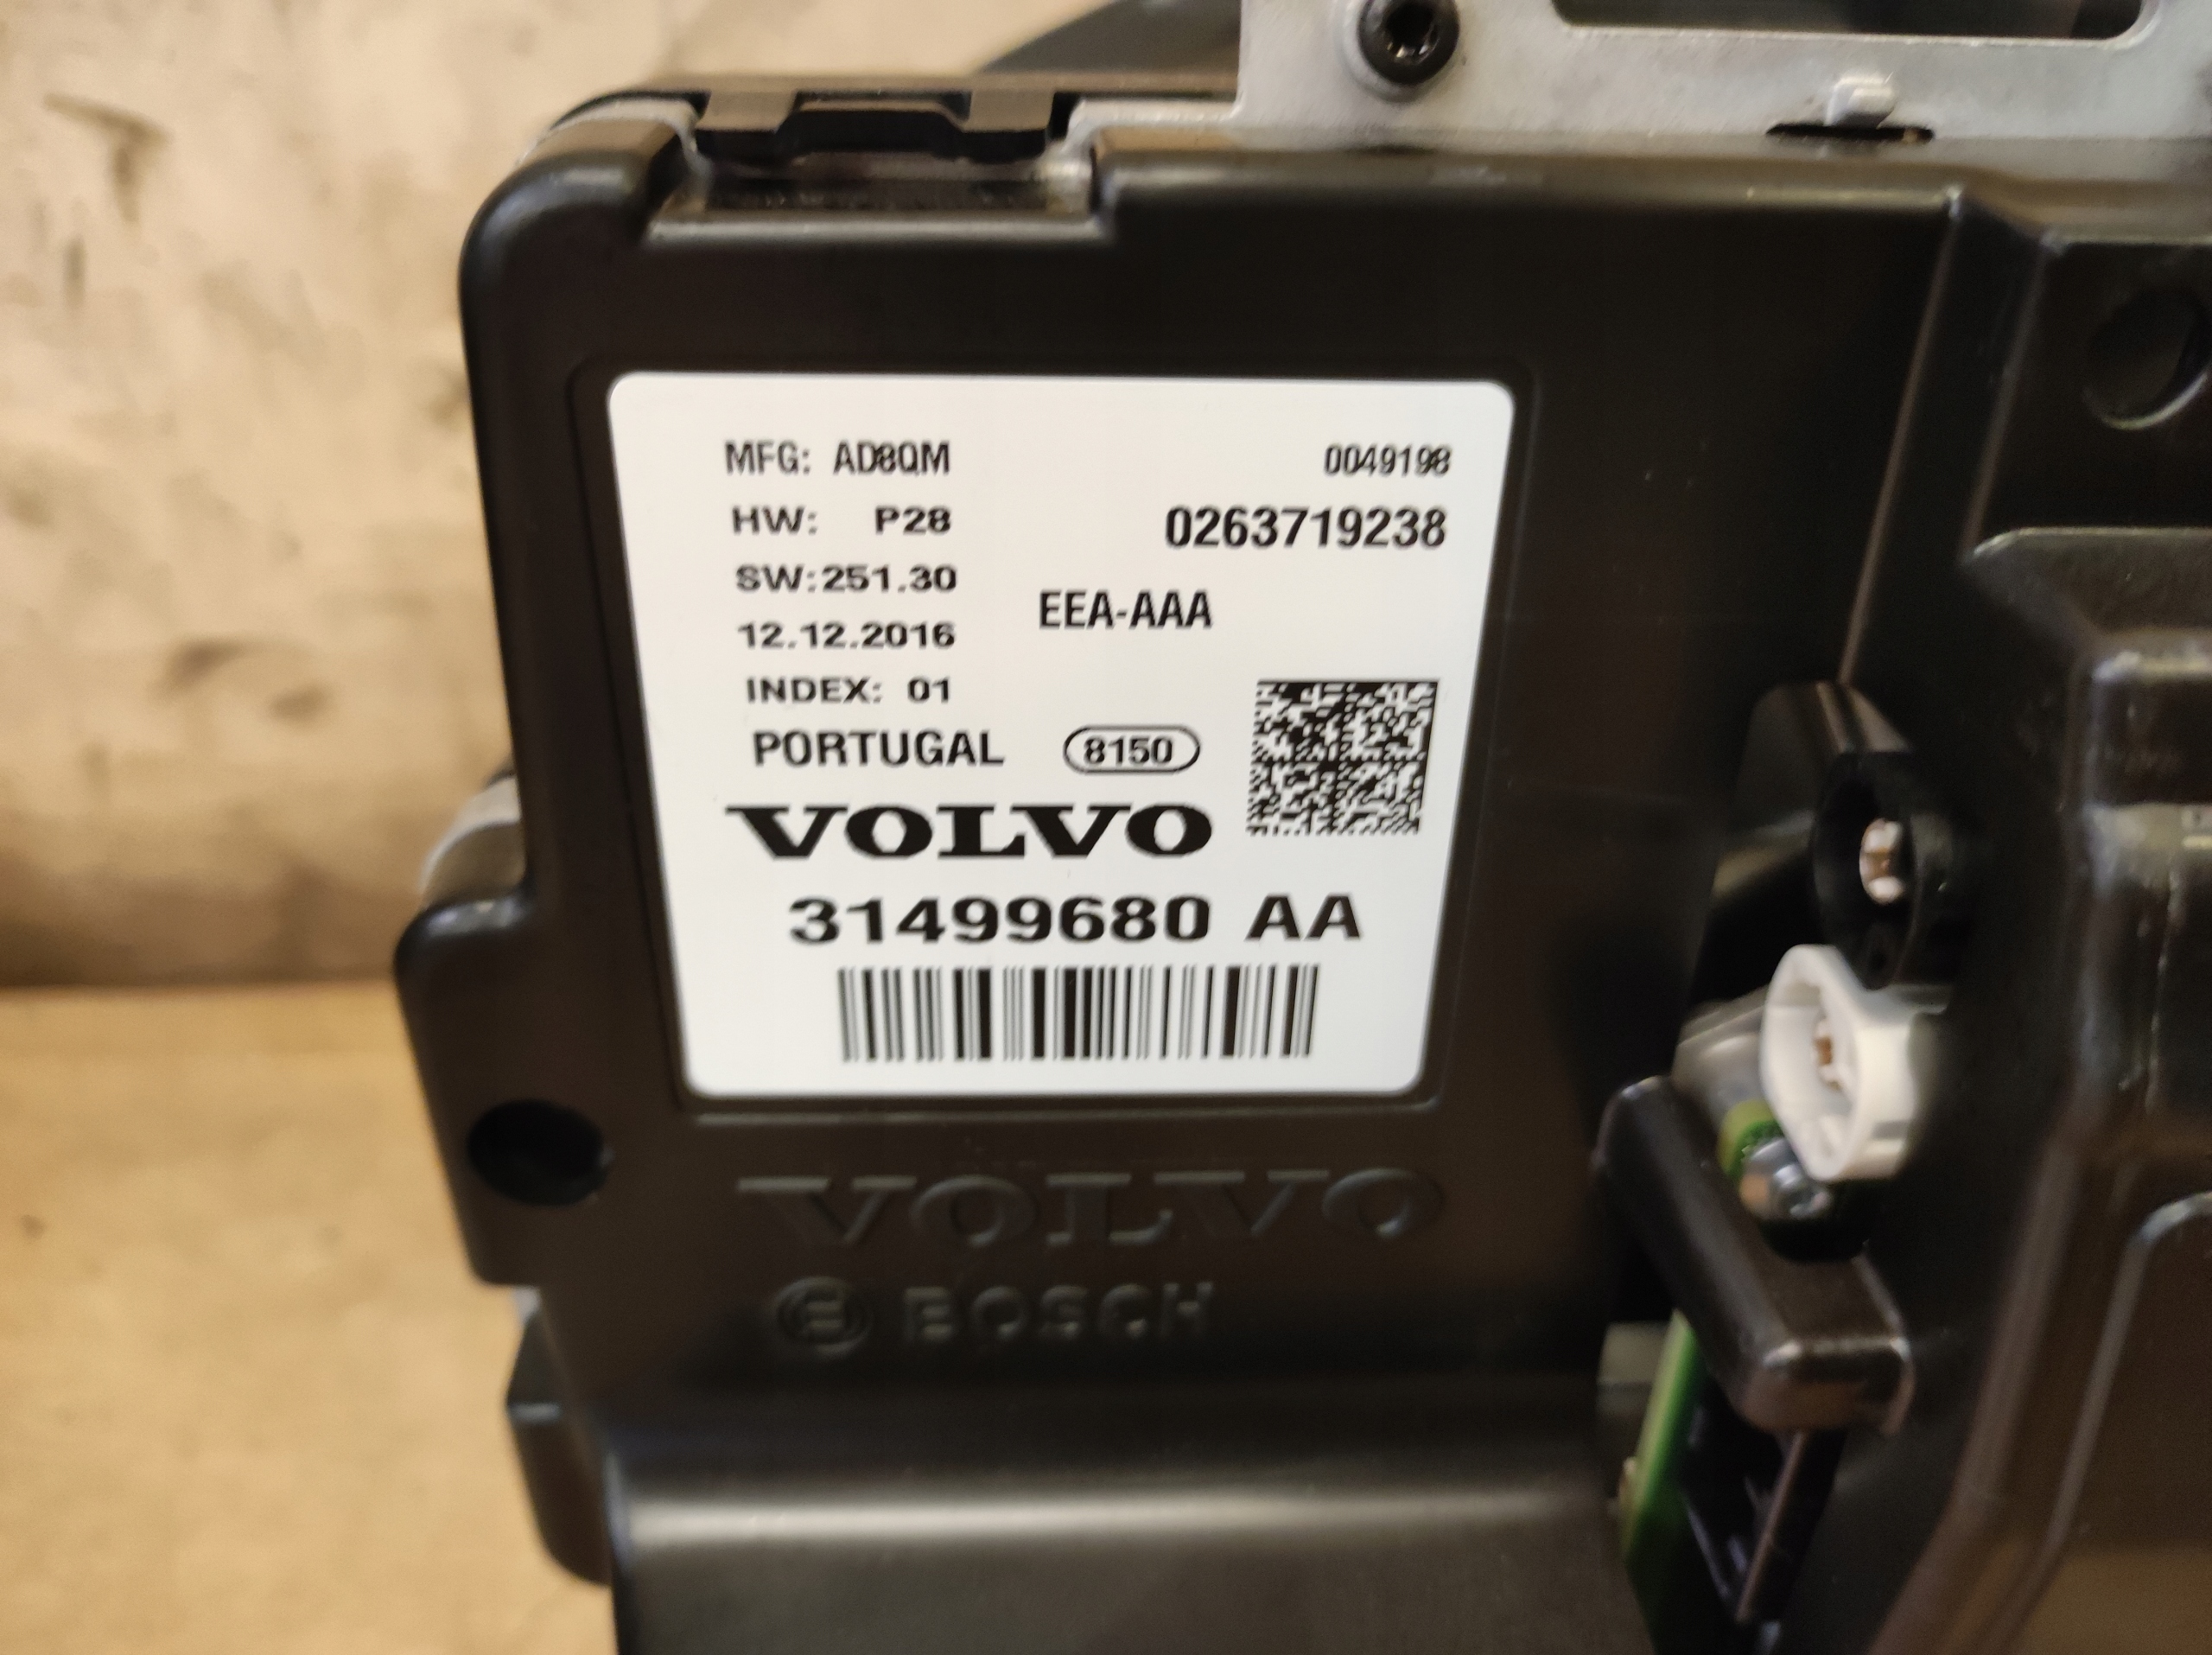 MFG: AD8QM 0049198
HW: P28 0263719238
SW:251.30
EEA-AAA
12.12.2016
INDEX: 01
PORTUGAL 8150
VOLVO
31499680 AA
VOLVO
BOSCH